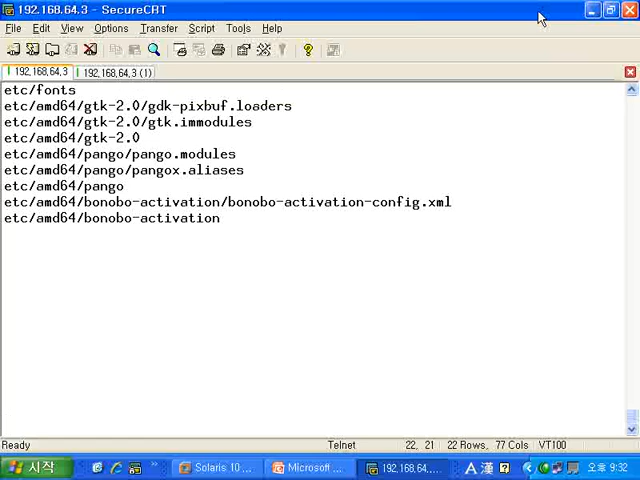 192.168.64.3 - SecureCRT
File Edit View Options Transfer Script Tools Help
192.168.64.3 192.168.64.3 (1)
etc/fonts
etc/amd64/gtk-2.0/gdk-pixbuf.loaders
etc/amd64/gtk-2.0/gtk.immodules
etc/amd64/gtk-2.0
etc/amd64/pango/pango.modules
etc/amd64/pango/pangox.aliases
etc/amd64/pango
etc/amd64/bonobo-activation/bonobo-activation-config.xml
etc/amd64/bonobo-activation
Ready Telnet 22, 21 22 Rows, 77 Cols VT100
시작 Solaris 10 ... Microsoft ... 192.168.64.... A 漢 오후 9:32